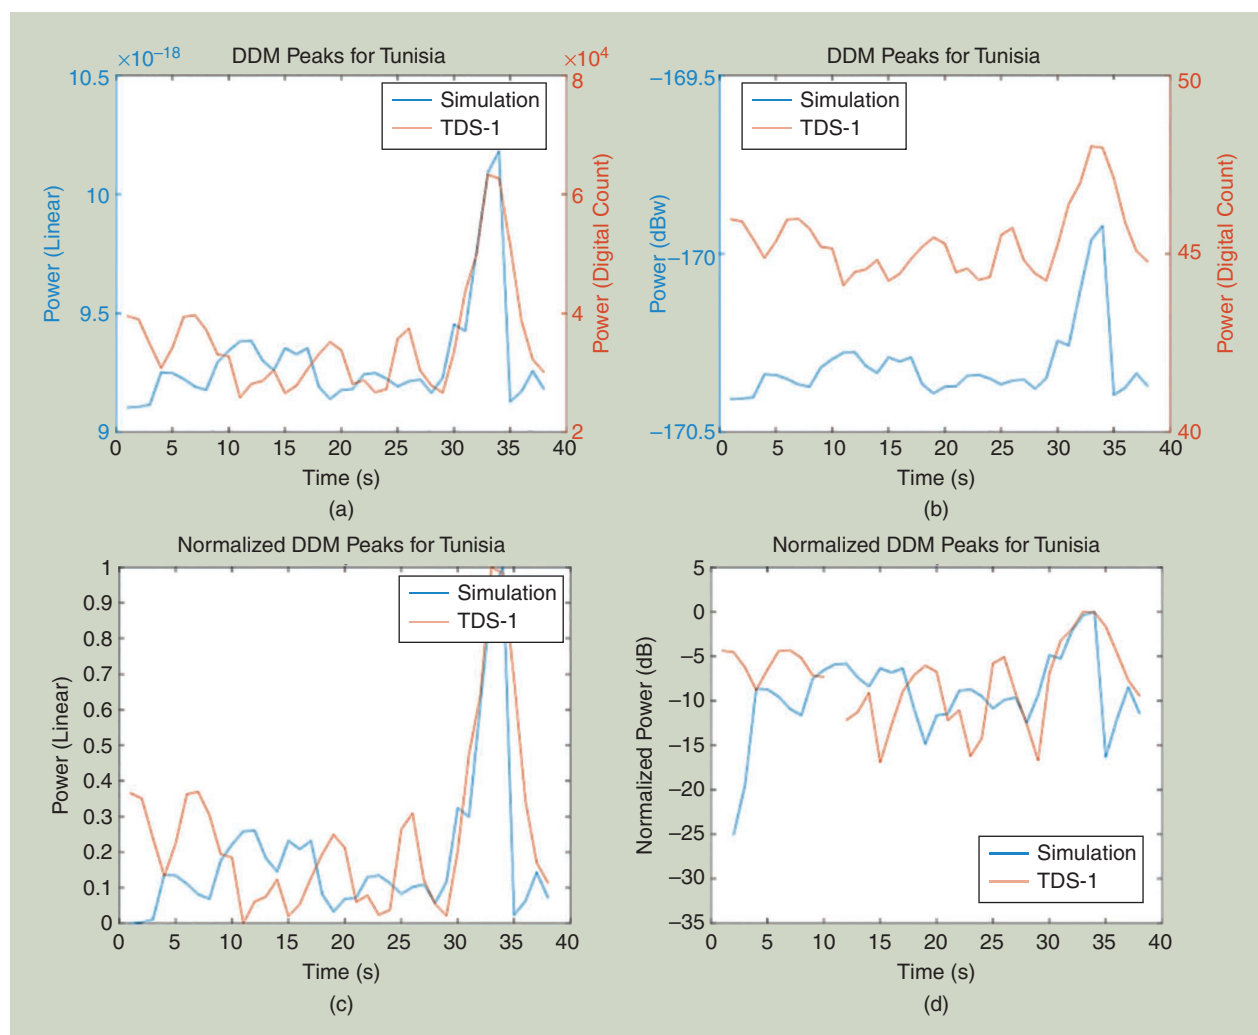 ×10–18
DDM Peaks for Tunisia
×104
10.5
10
9.5
9
8
6
4
2
Power (Linear)
Power (Digital Count)
Simulation
TDS-1
0 5 10 15 20 25 30 35 40
Time (s)
(a)
DDM Peaks for Tunisia
–169.5
–170
–170.5
50
45
40
Power (dBw)
Power (Digital Count)
Simulation
TDS-1
0 5 10 15 20 25 30 35 40
Time (s)
(b)
Normalized DDM Peaks for Tunisia
1
0.9
0.8
0.7
0.6
0.5
0.4
0.3
0.2
0.1
0
Power (Linear)
Simulation
TDS-1
0 5 10 15 20 25 30 35 40
Time (s)
(c)
Normalized DDM Peaks for Tunisia
5
0
–5
–10
–15
–20
–25
–30
–35
Normalized Power (dB)
Simulation
TDS-1
0 5 10 15 20 25 30 35 40
Time (s)
(d)